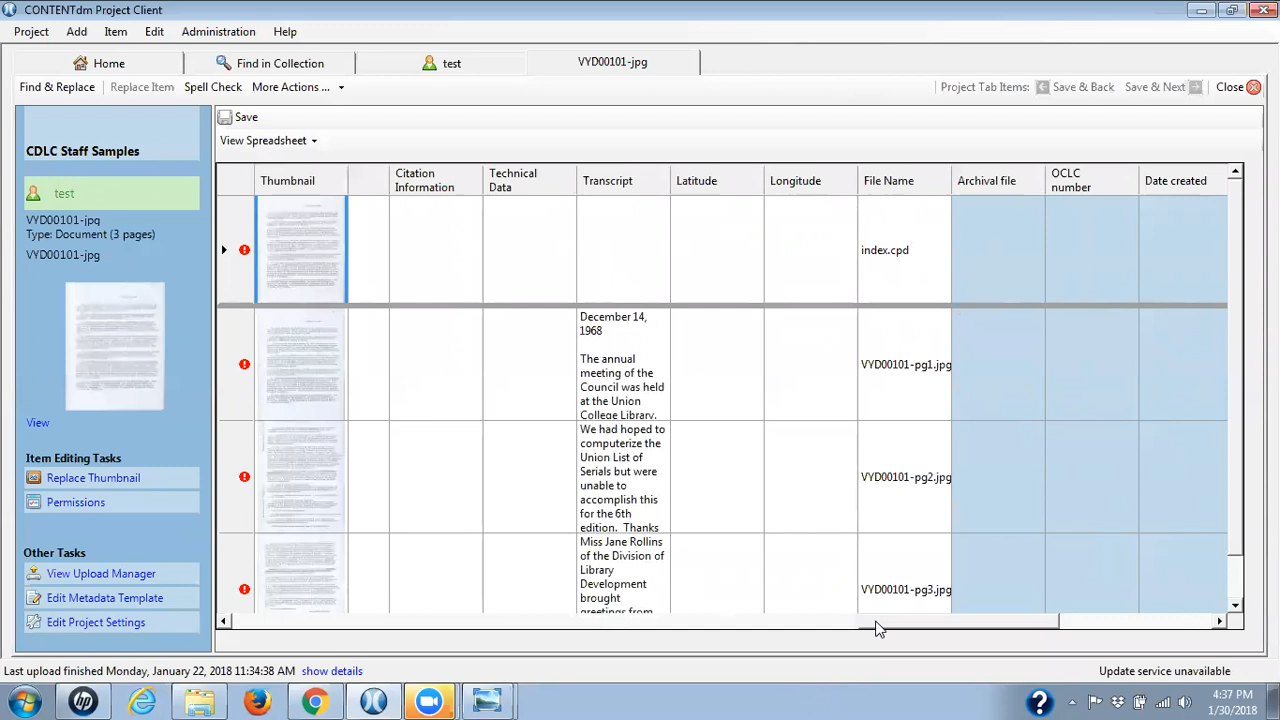 CONTENTdm Project Client
Project Add Item Edit Administration Help
Home Find in Collection test VYD00101-jpg
Find & Replace Replace Item Spell Check More Actions ... Project Tab Items: Save & Back Save & Next Close
Save
View Spreadsheet
CDLC Staff Samples
test
VYD00101-jpg
Type: Document (3 pages)
VYD00101-jpg
View
Editing Tasks
Replace Thumbnail
View Upload Manager
Metadata Template
Edit Project Settings
Thumbnail Citation Information Technical Data Transcript Latitude Longitude File Name Archival file OCLC number Date created
index.cpd
December 14,
1968
The annual
meeting of the
Council was held
at the Union
College Library.
VYD00101-pg1.jpg
We had hoped to
computerize the
Union List of
Serials but were
unable to
accomplish this
for the 6th
edition. Thanks
VYD00101-pg2.jpg
Miss Jane Rollins
of the Division of
Library
Development
brought
greetings from
VYD00101-pg3.jpg
Last upload finished Monday, January 22, 2018 11:34:38 AM show details Update service unavailable
4:37 PM
1/30/2018